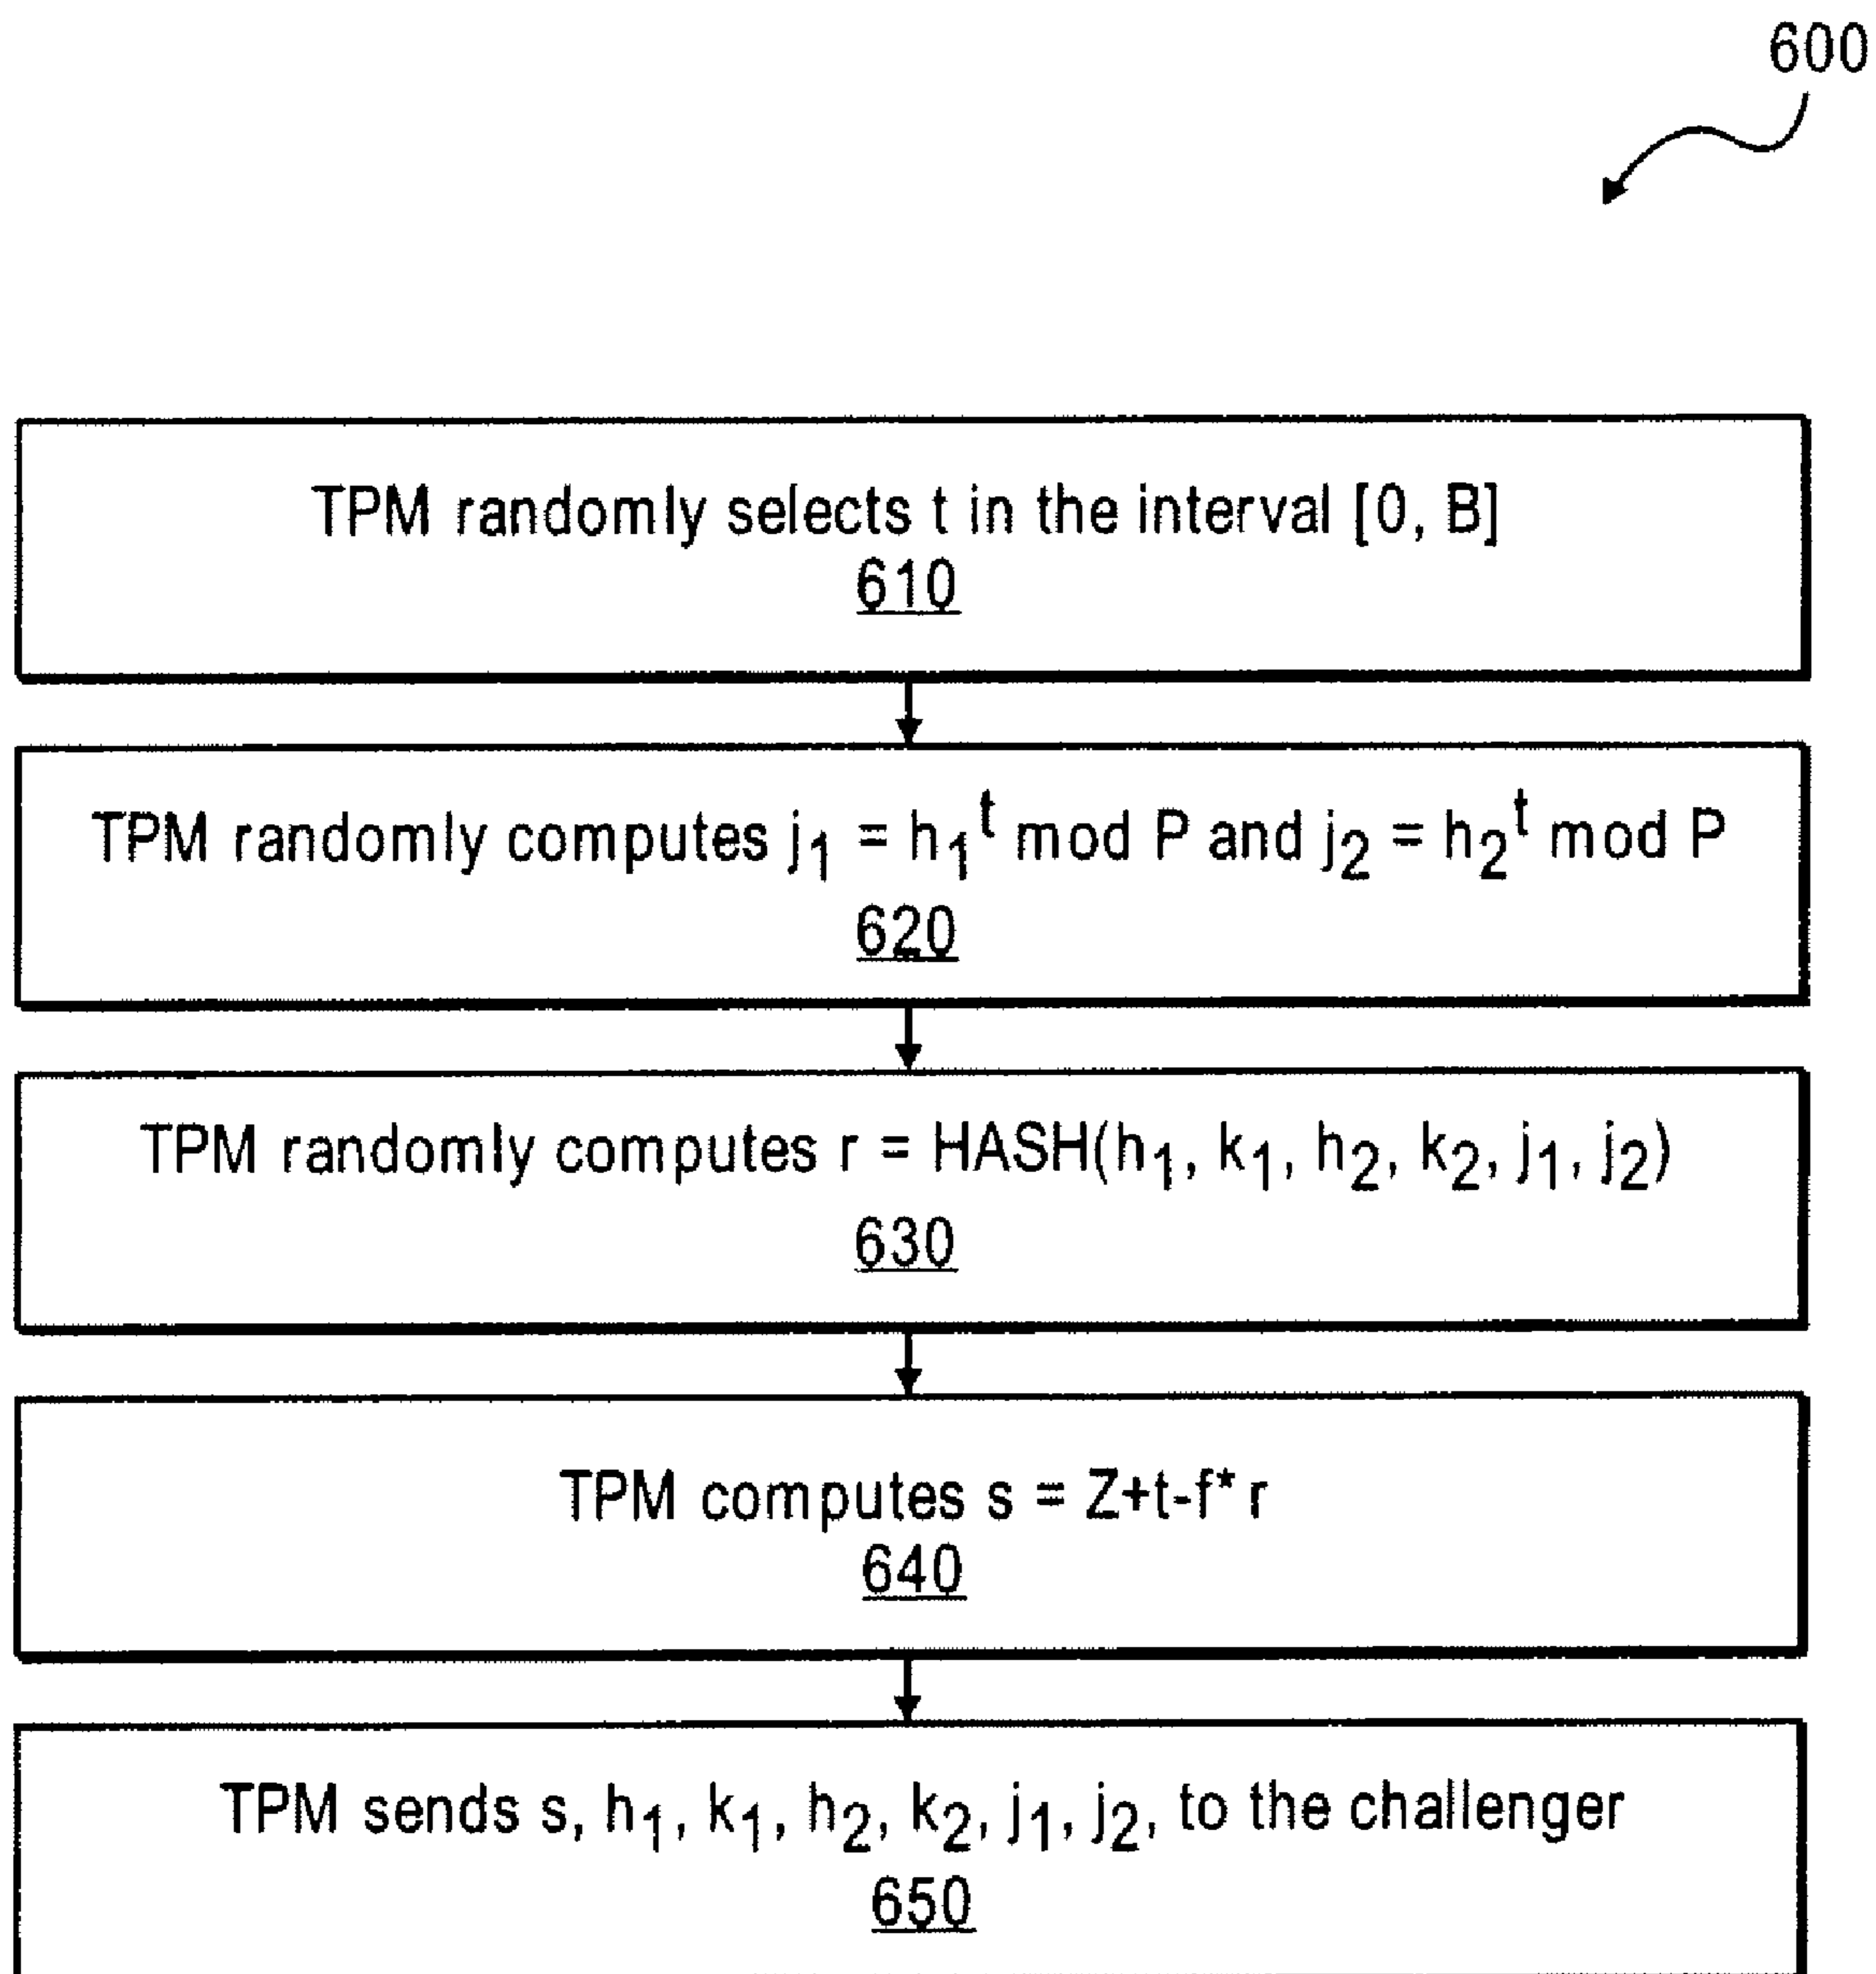 600
TPM randomly selects t in the interval [0, B]
610
TPM randomly computes j₁ = h₁ᵗ mod P and j₂ = h₂ᵗ mod P
620
TPM randomly computes r = HASH(h₁, k₁, h₂, k₂, j₁, j₂)
630
TPM computes s = Z+t-f* r
640
TPM sends s, h₁, k₁, h₂, k₂, j₁, j₂, to the challenger
650